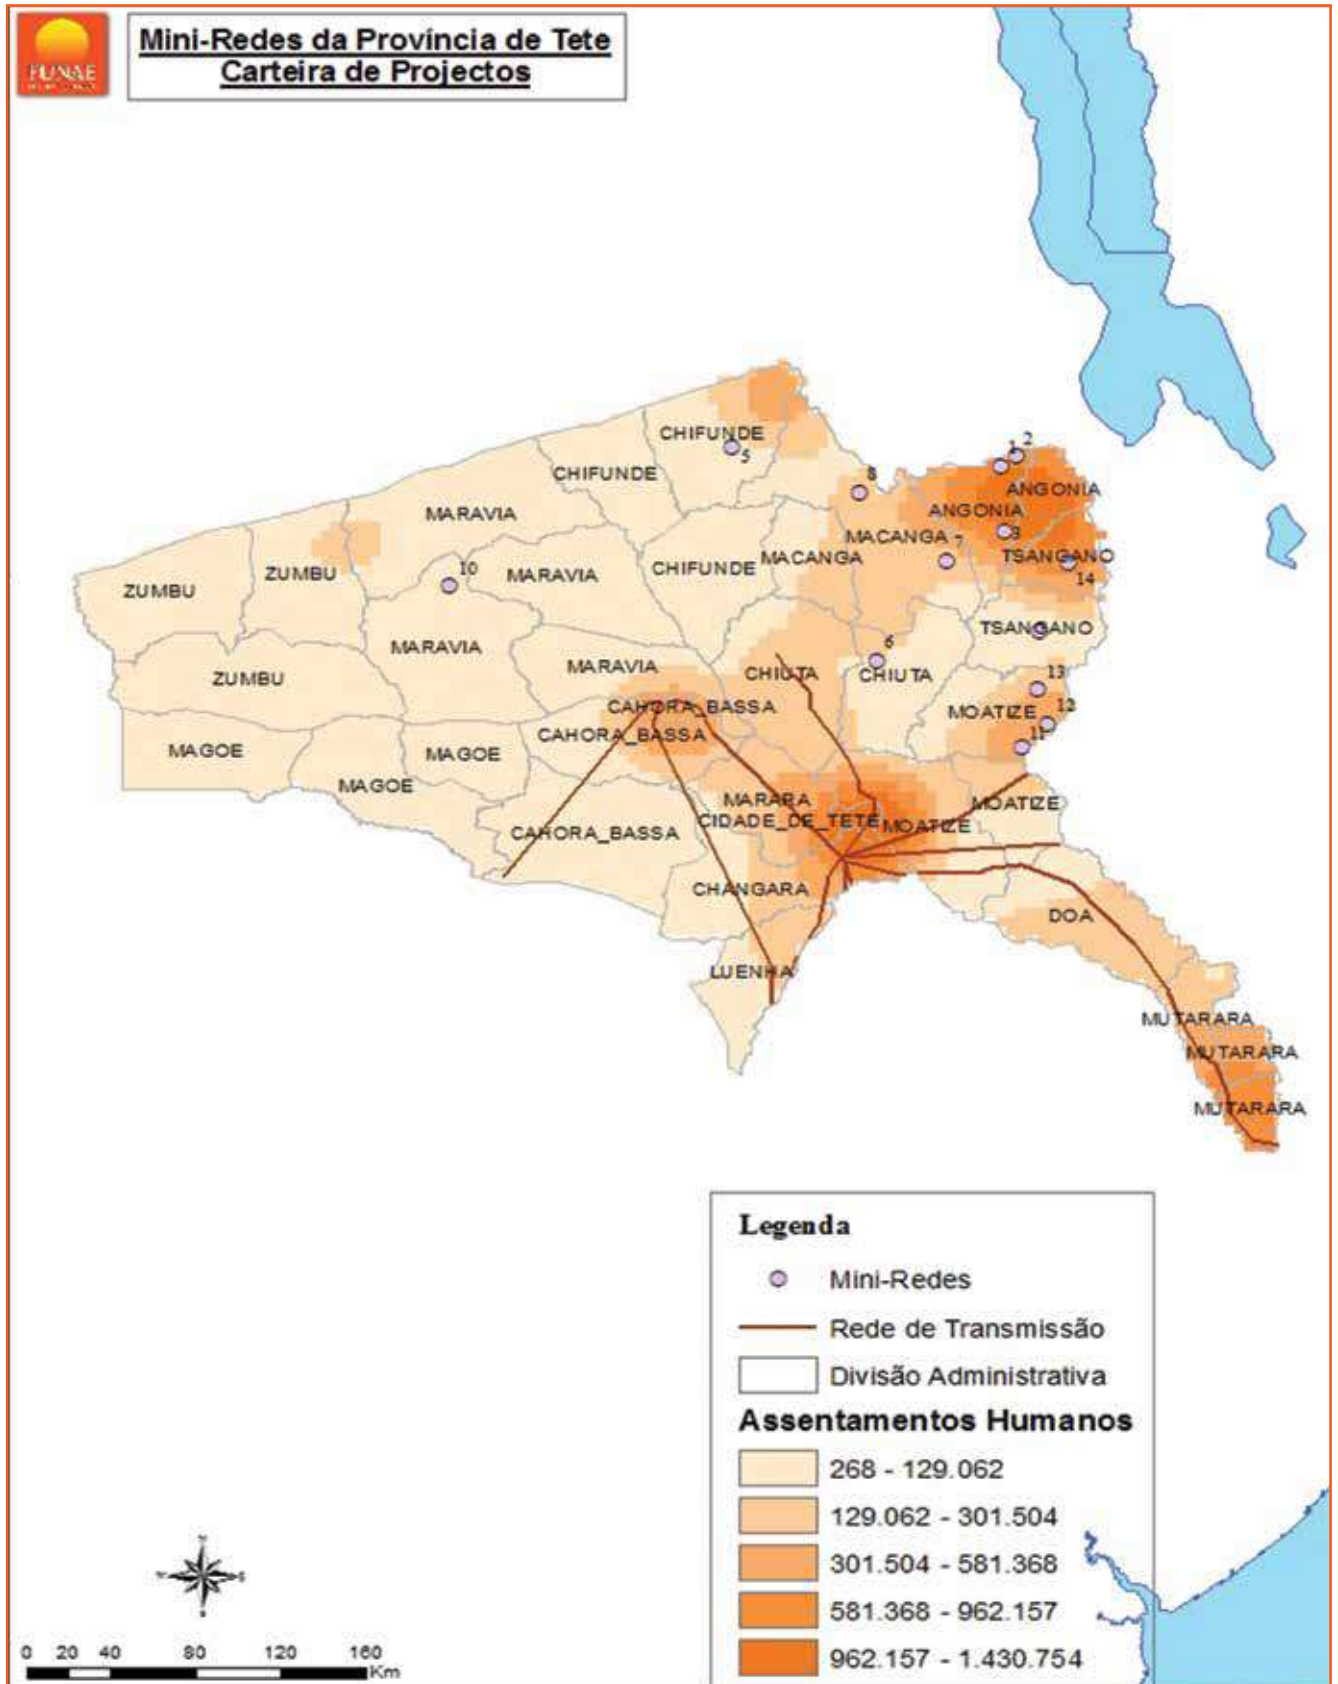 FUNAE
Mini-Redes da Província de Tete
Carteira de Projectos
CHIFUNDE
5
CHIFUNDE
1
2
8
ANGONIA
ANGONIA
MARAVIA
MACANGA
7
TSANGANO
MACANGA
14
ZUMBU
ZUMBU
10
MARAVIA
CHIFUNDE
TSANGANO
MARAVIA
6
CHIUTA
CHIUTA
MARAVIA
ZUMBU
13
CAHORA_BASSA
MOATIZE
12
CAHORA_BASSA
11
MAGOE
MAGOE
MAGOE
MARARA
MOATIZE
CIDADE_DE_TETE
MOATIZE
CAHORA_BASSA
CHANGARA
DOA
LUENHA
MUTARARA
MUTARARA
MUTARARA
Legenda
Mini-Redes
Rede de Transmissão
Divisão Administrativa
Assentamentos Humanos
268 - 129.062
129.062 - 301.504
301.504 - 581.368
581.368 - 962.157
962.157 - 1.430.754
0 20 40 80 120 160
Km